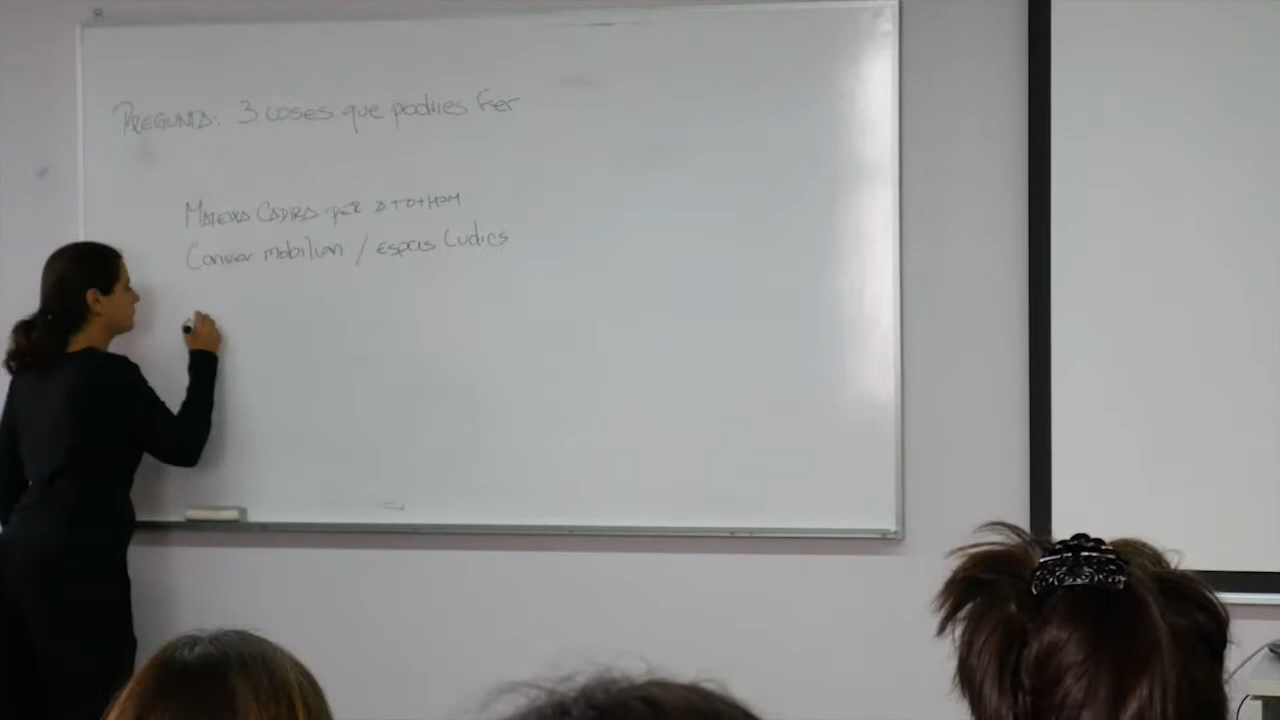 PREGUNTA: 3 coses que podries fer
MATEIXA CADIRA PER A TOTHOM
Canviar mobiliari / espais Lúdics